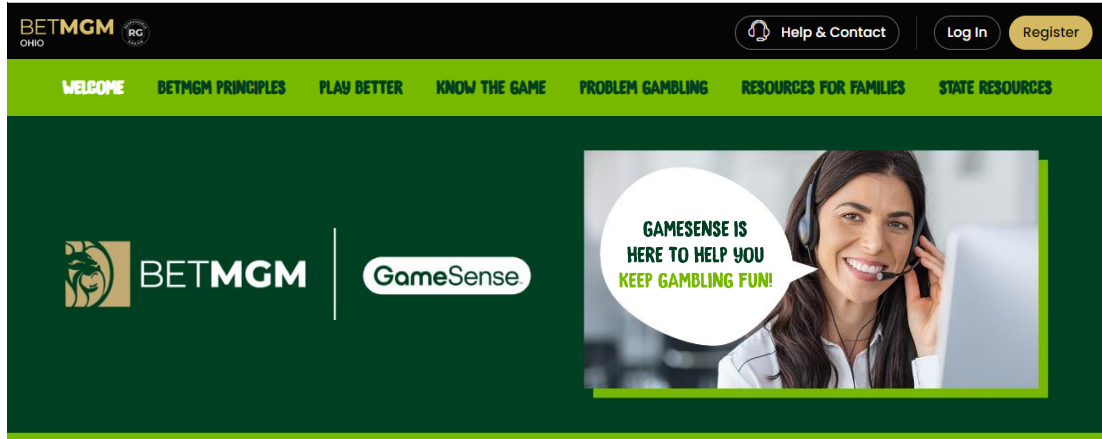 BETMGM
OHIO
RG
Help & Contact
Log In
Register
WELCOME
BETMGM PRINCIPLES
PLAY BETTER
KNOW THE GAME
PROBLEM GAMBLING
RESOURCES FOR FAMILIES
STATE RESOURCES
BETMGM
GameSense
GAMESENSE IS
HERE TO HELP YOU
KEEP GAMBLING FUN!